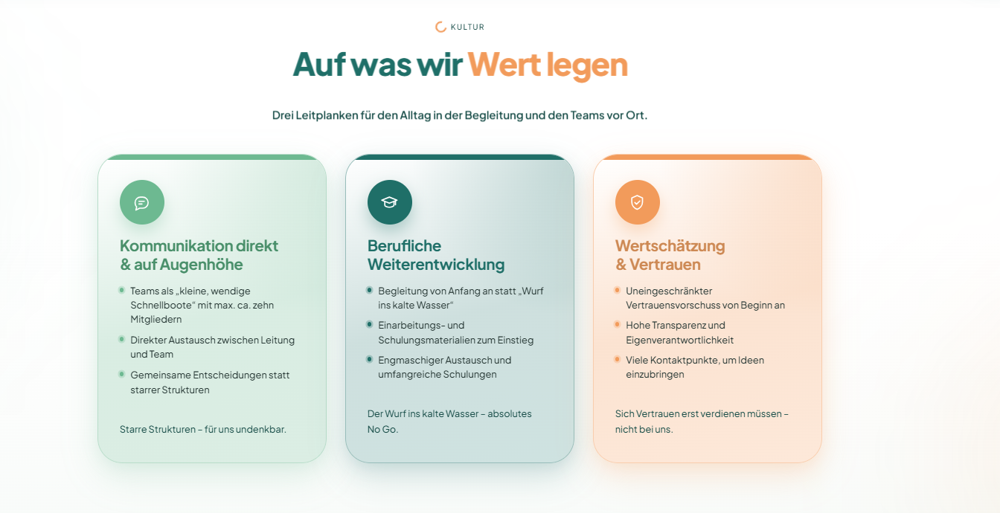 KULTUR
Auf was wir Wert legen
Drei Leitplanken für den Alltag in der Begleitung und den Teams vor Ort.
Kommunikation direkt
& auf Augenhöhe
Teams als „kleine, wendige
Schnellboote“ mit max. ca. zehn
Mitgliedern
Direkter Austausch zwischen Leitung
und Team
Gemeinsame Entscheidungen statt
starrer Strukturen
Starre Strukturen – für uns undenkbar.
Berufliche
Weiterentwicklung
Begleitung von Anfang an statt „Wurf
ins kalte Wasser“
Einarbeitungs- und
Schulungsmaterialien zum Einstieg
Engmaschiger Austausch und
umfangreiche Schulungen
Der Wurf ins kalte Wasser – absolutes
No Go.
Wertschätzung
& Vertrauen
Uneingeschränkter
Vertrauensvorschuss von Beginn an
Hohe Transparenz und
Eigenverantwortlichkeit
Viele Kontaktpunkte, um Ideen
einzubringen
Sich Vertrauen erst verdienen müssen –
nicht bei uns.